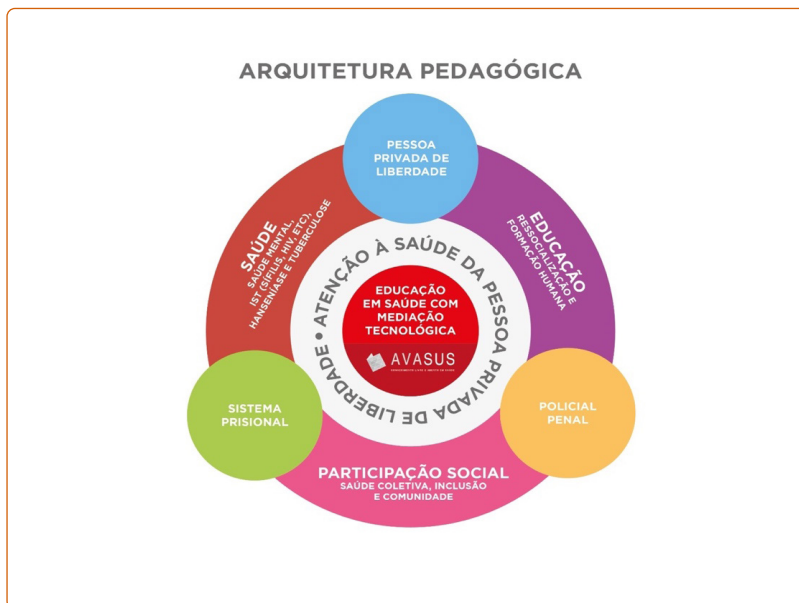 ARQUITETURA PEDAGÓGICA
PESSOA
PRIVADA DE
LIBERDADE
SAÚDE
SAÚDE MENTAL,
IST (SÍFILIS, HIV, ETC),
HANSENÍASE E TUBERCULOSE
EDUCAÇÃO
RESSOCIALIZAÇÃO E
FORMAÇÃO HUMANA
• ATENÇÃO À SAÚDE DA PESSOA PRIVADA DE LIBERDADE
EDUCAÇÃO
EM SAÚDE COM
MEDIAÇÃO
TECNOLÓGICA
AVASUS
SISTEMA
PRISIONAL
POLICIAL
PENAL
PARTICIPAÇÃO SOCIAL
SAÚDE COLETIVA, INCLUSÃO
E COMUNIDADE